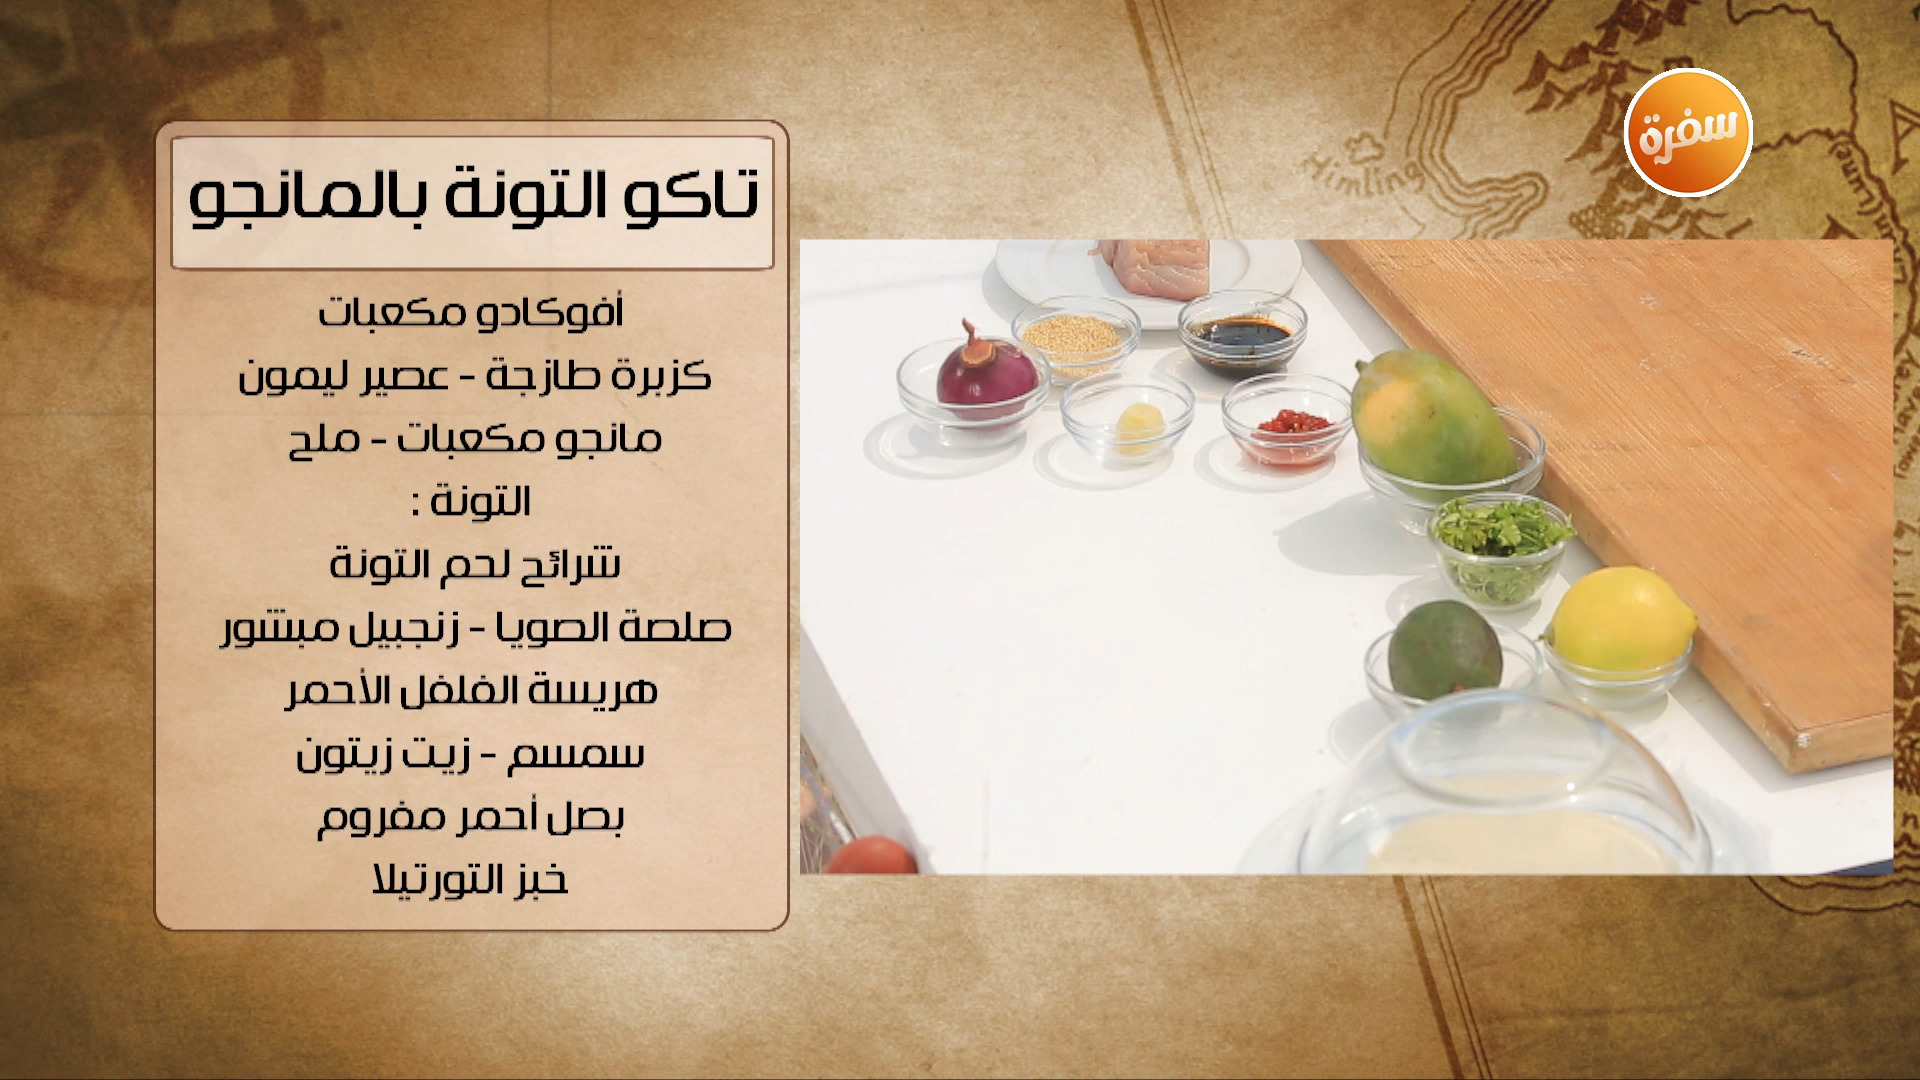 سفرة
تاكو التونة بالمانجو
أفوكادو مكعبات
كزبرة طازجة - عصير ليمون
مانجو مكعبات - ملح
التونة :
شرائح لحم التونة
صلصة الصويا - زنجبيل مبشور
هريسة الفلفل الأحمر
سمسم - زيت زيتون
بصل أحمر مفروم
خبز التورتيلا
Himling